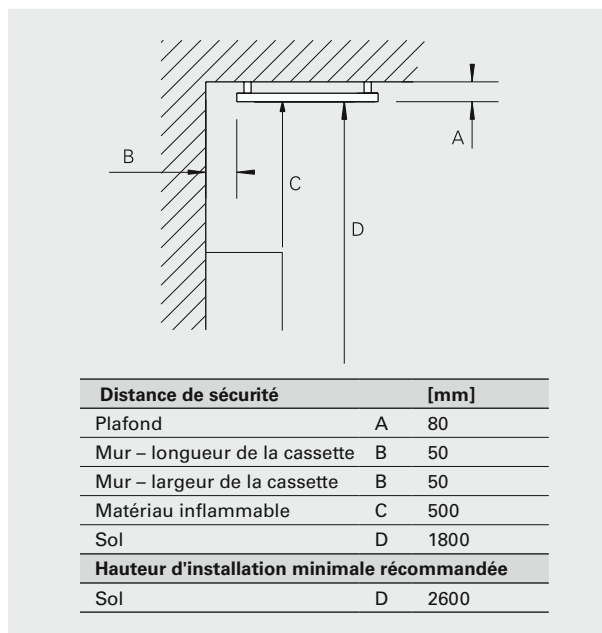 A
B
C
D
Distance de sécurité [mm]
Plafond A 80
Mur – longueur de la cassette B 50
Mur – largeur de la cassette B 50
Matériau inflammable C 500
Sol D 1800
Hauteur d'installation minimale récommandée
Sol D 2600